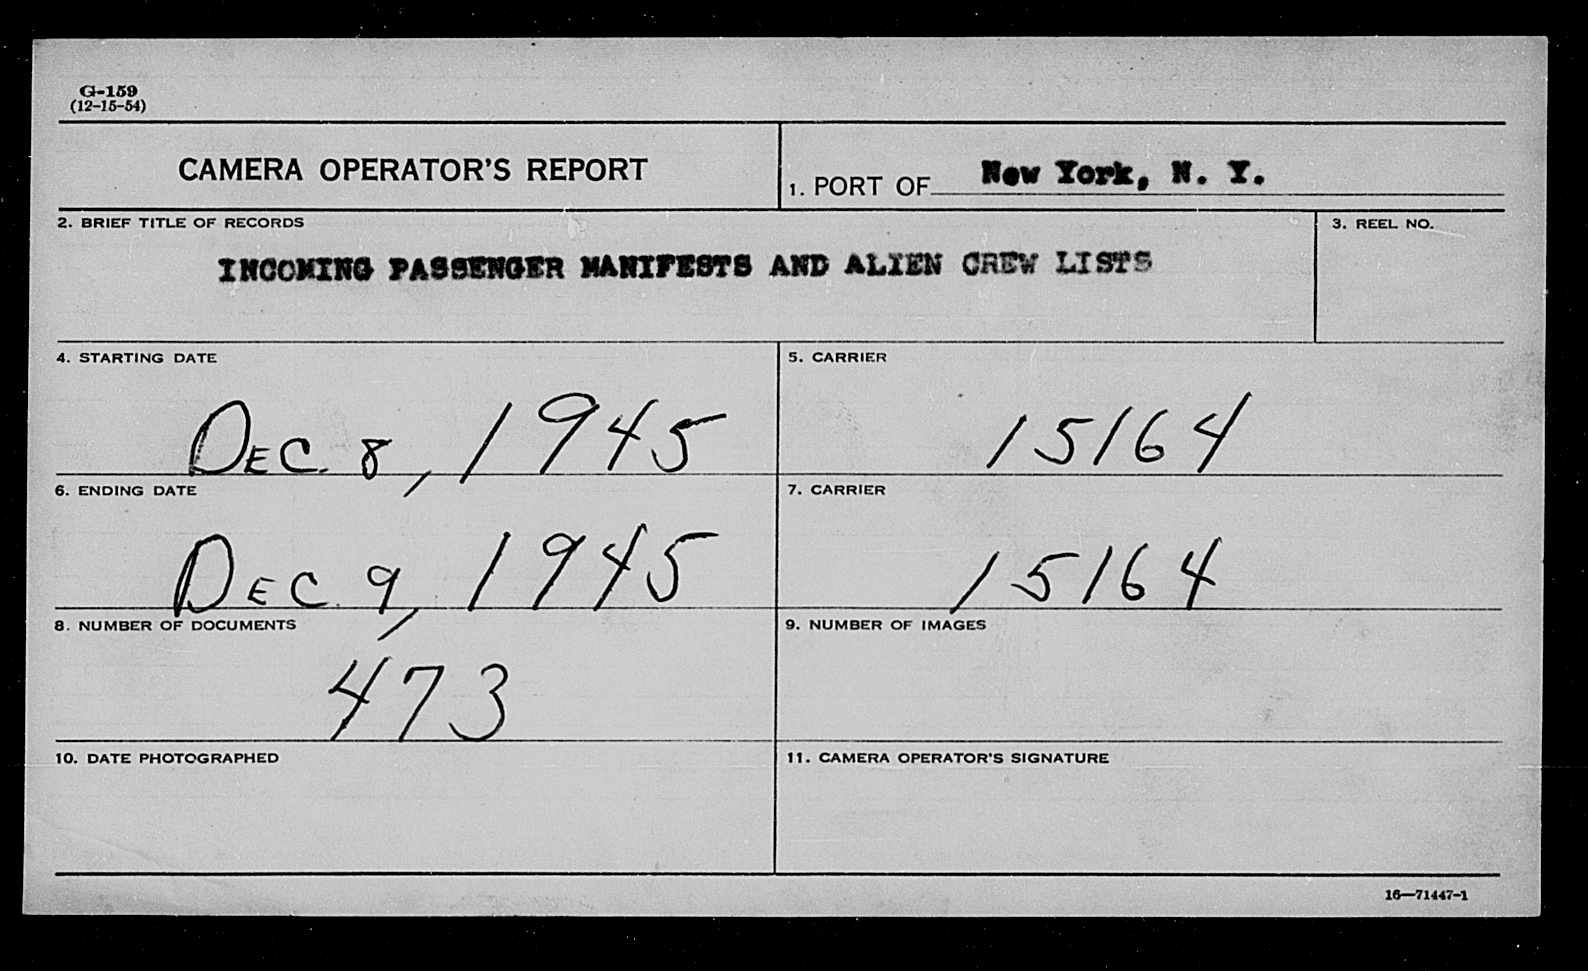 G-159
(12-15-54)
CAMERA OPERATOR'S REPORT
1. PORT OF New York, N. Y.
2. BRIEF TITLE OF RECORDS
INCOMING PASSENGER MANIFESTS AND ALIEN CREW LISTS
3. REEL NO.
4. STARTING DATE
DEC. 8, 1945
5. CARRIER
15164
6. ENDING DATE
DEC. 9, 1945
7. CARRIER
15164
8. NUMBER OF DOCUMENTS
473
9. NUMBER OF IMAGES
10. DATE PHOTOGRAPHED
11. CAMERA OPERATOR'S SIGNATURE
16—71447-1